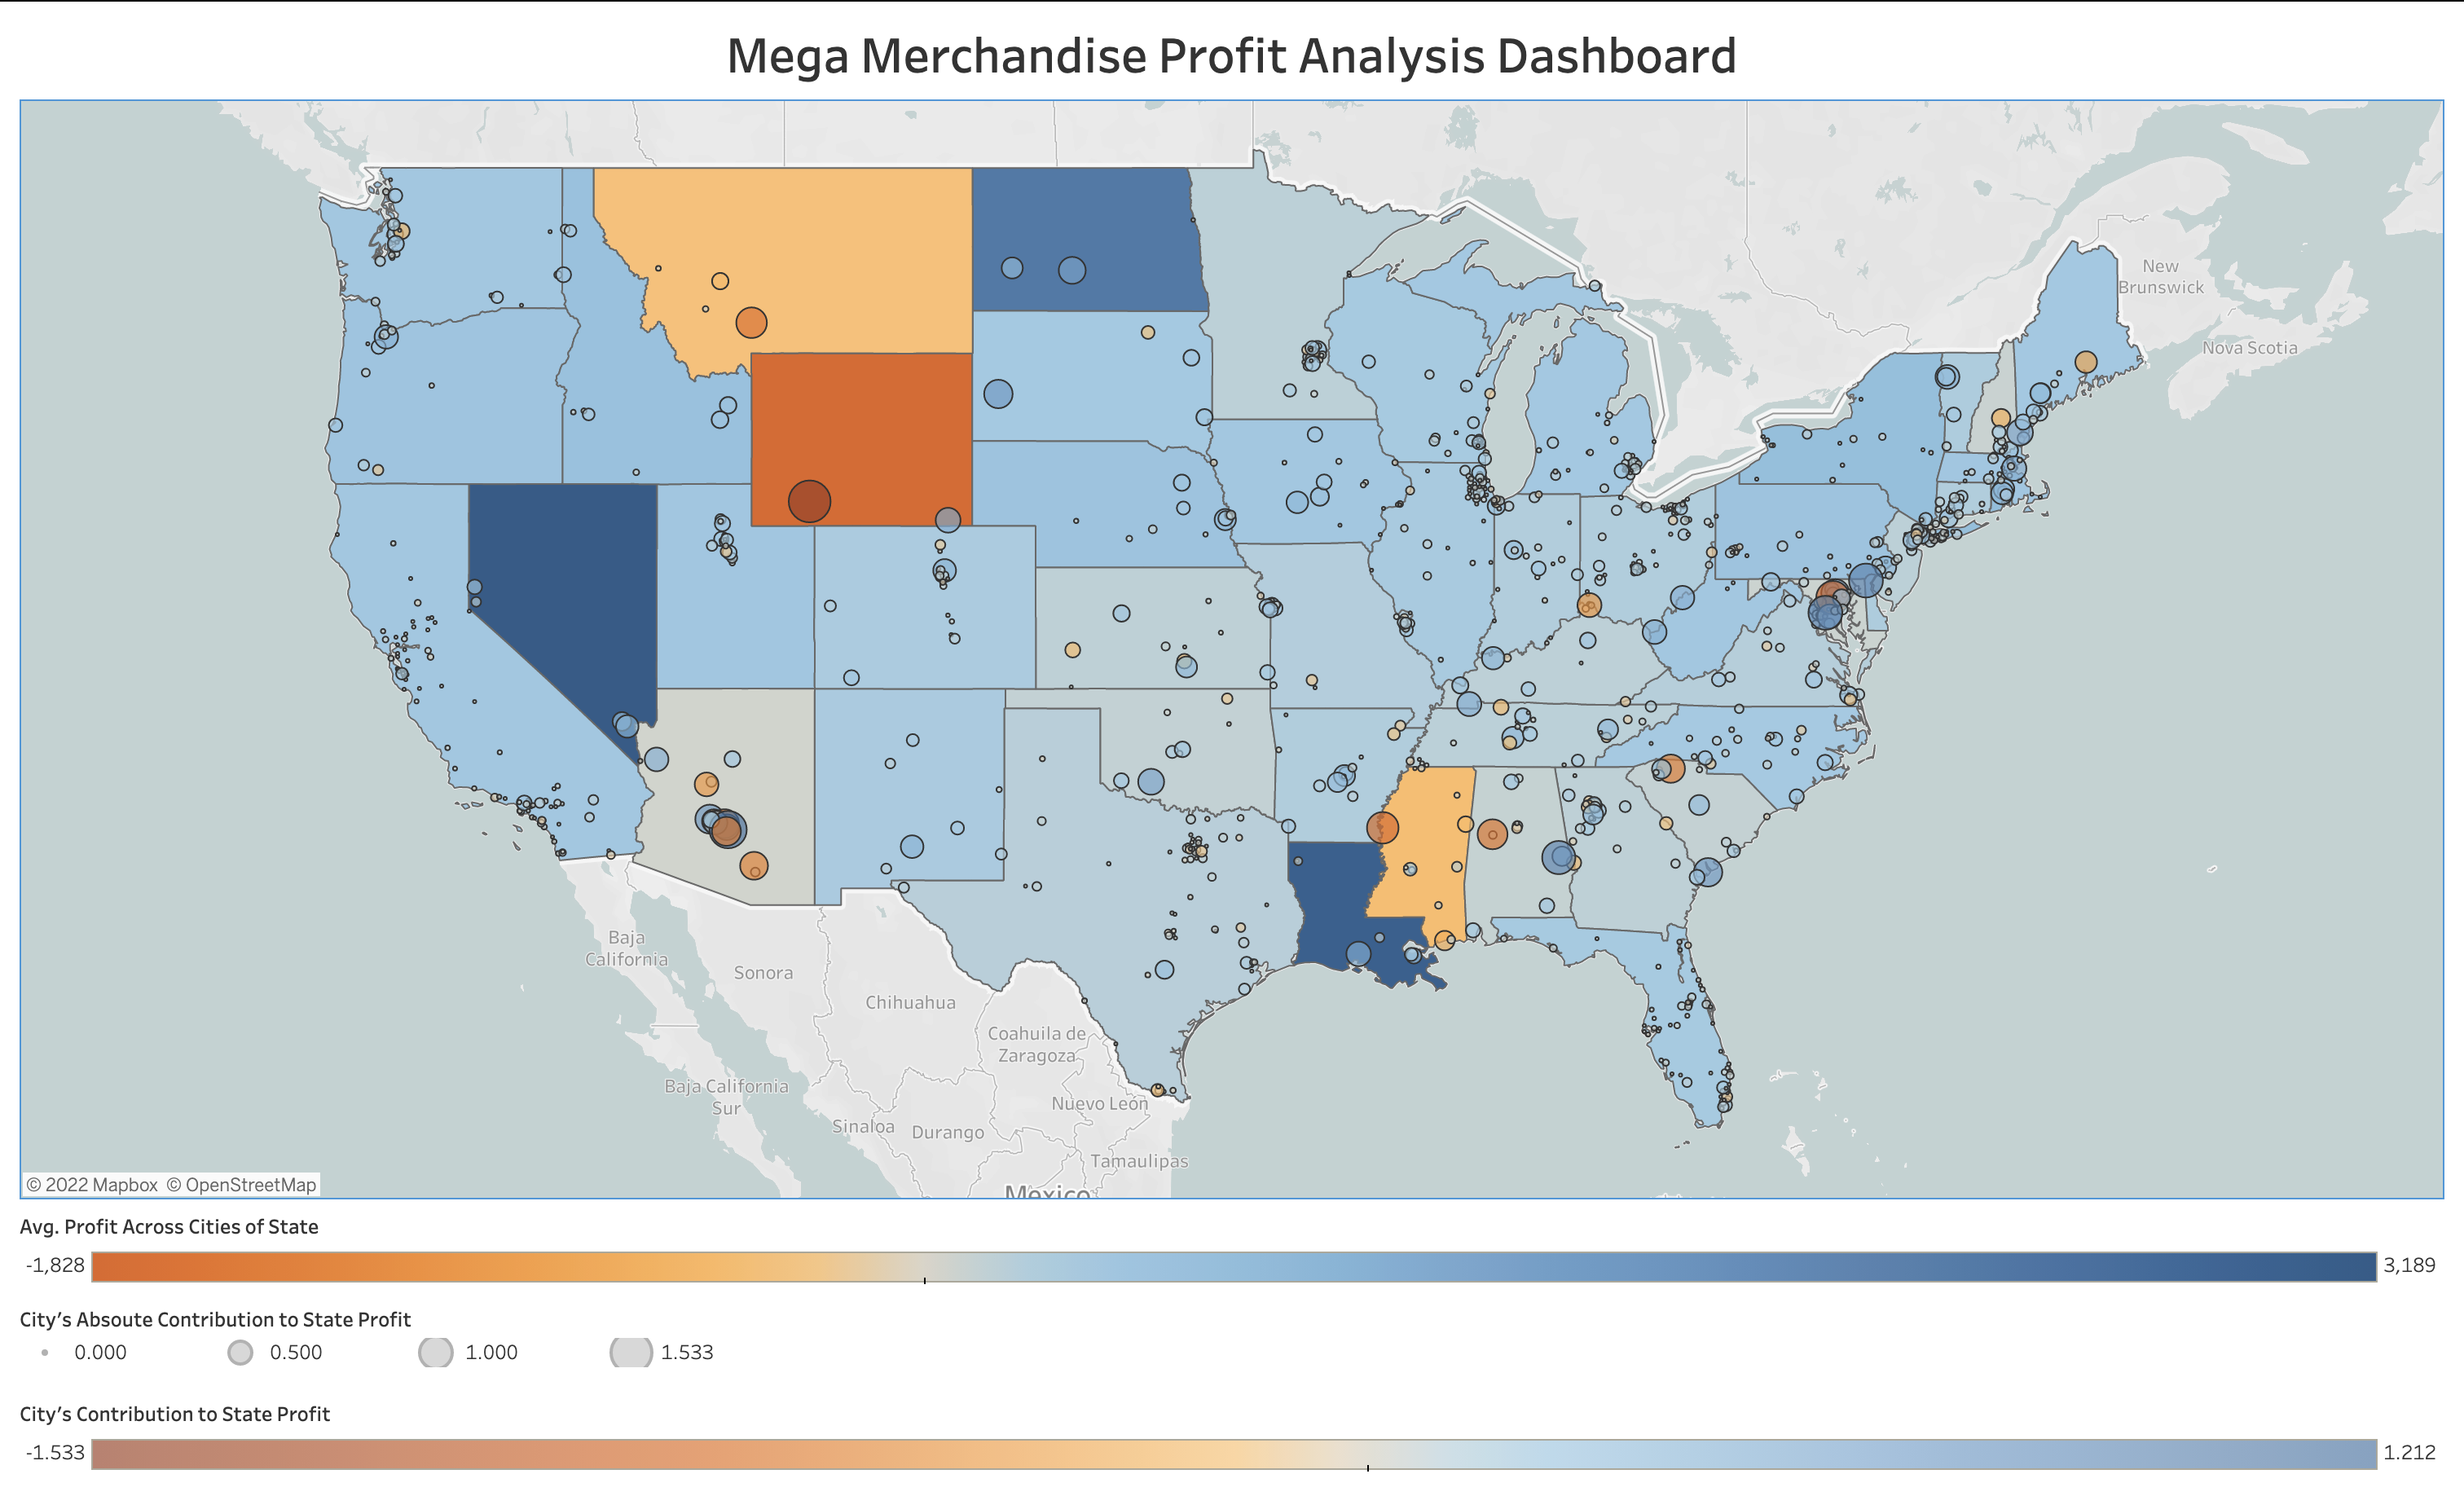 Mega Merchandise Profit Analysis Dashboard
New
Brunswick
Nova Scotia
Baja
California
Sonora
Chihuahua
Coahuila de
Zaragoza
Baja California
Sur
Nuevo León
Sinaloa
Durango
Tamaulipas
© 2022 Mapbox © OpenStreetMap
Mexico
Avg. Profit Across Cities of State
-1,828
3,189
City's Absoute Contribution to State Profit
0.000 0.500 1.000 1.533
City's Contribution to State Profit
-1.533
1.212